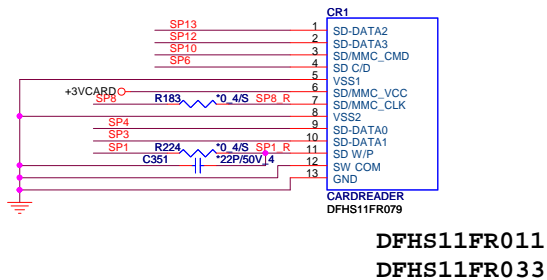 CR1
SP13 1 SD-DATA2
SP12 2 SD-DATA3
SP10 3 SD/MMC_CMD
SP6 4 SD C/D
5 VSS1
+3VCARD 6 SD/MMC_VCC
SP8 R183 *0_4/S SP8_R 7 SD/MMC_CLK
8 VSS2
SP4 9 SD-DATA0
SP3 10 SD-DATA1
SP1 R224 *0_4/S SP1_R 11 SD W/P
C351 *22P/50V_4 12 SW COM
13 GND
CARDREADER
DFHS11FR079
DFHS11FR011
DFHS11FR033